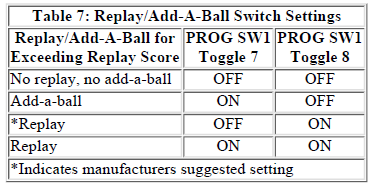 Table 7: Replay/Add-A-Ball Switch Settings
Replay/Add-A-Ball for Exceeding Replay Score PROG SW1 Toggle 7 PROG SW1 Toggle 8
No replay, no add-a-ball OFF OFF
Add-a-ball ON OFF
*Replay OFF ON
Replay ON ON
*Indicates manufacturers suggested setting